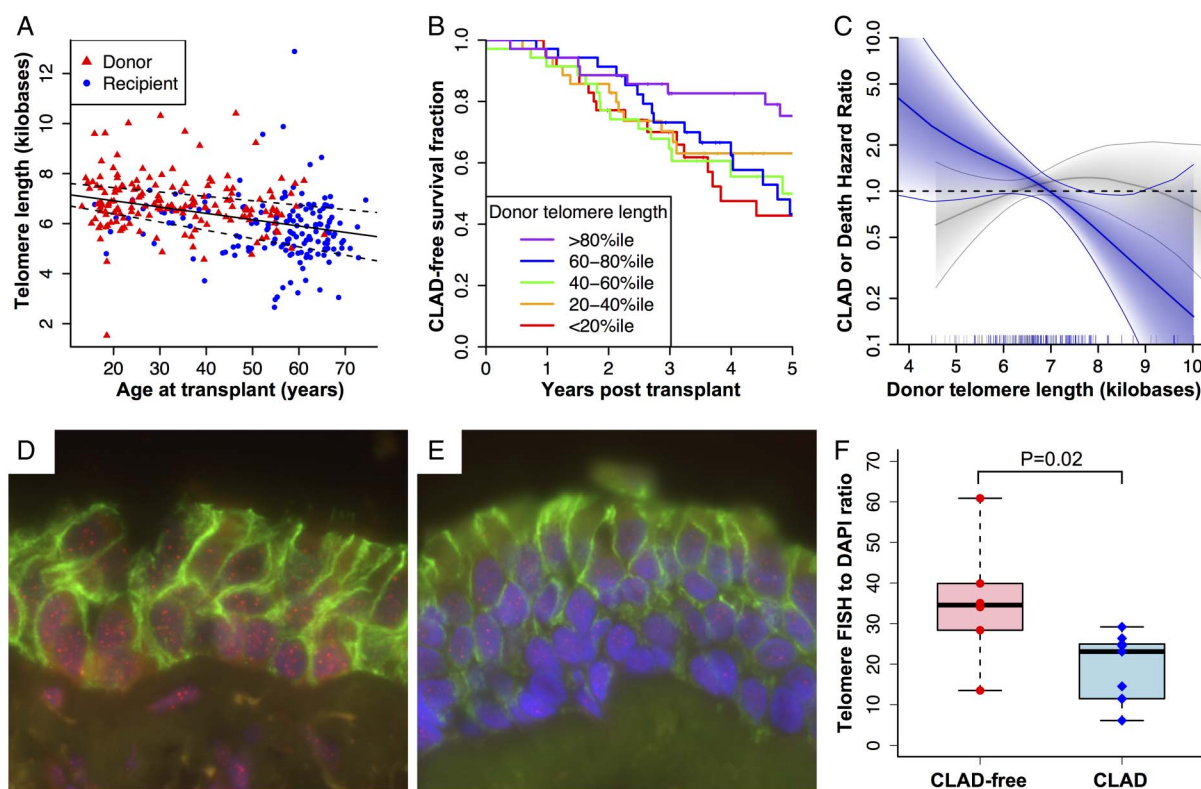 A
Telomere length (kilobases)
12
10
8
6
4
2
Donor
Recipient
20 30 40 50 60 70
Age at transplant (years)
B
CLAD-free survival fraction
1.0
0.8
0.6
0.4
0.2
0.0
Donor telomere length
>80%ile
60-80%ile
40-60%ile
20-40%ile
<20%ile
0 1 2 3 4 5
Years post transplant
C
CLAD or Death Hazard Ratio
10.0
5.0
2.0
1.0
0.5
0.2
0.1
4 5 6 7 8 9 10
Donor telomere length (kilobases)
D
E
F
Telomere FISH to DAPI ratio
70
60
50
40
30
20
10
0
P=0.02
CLAD-free CLAD